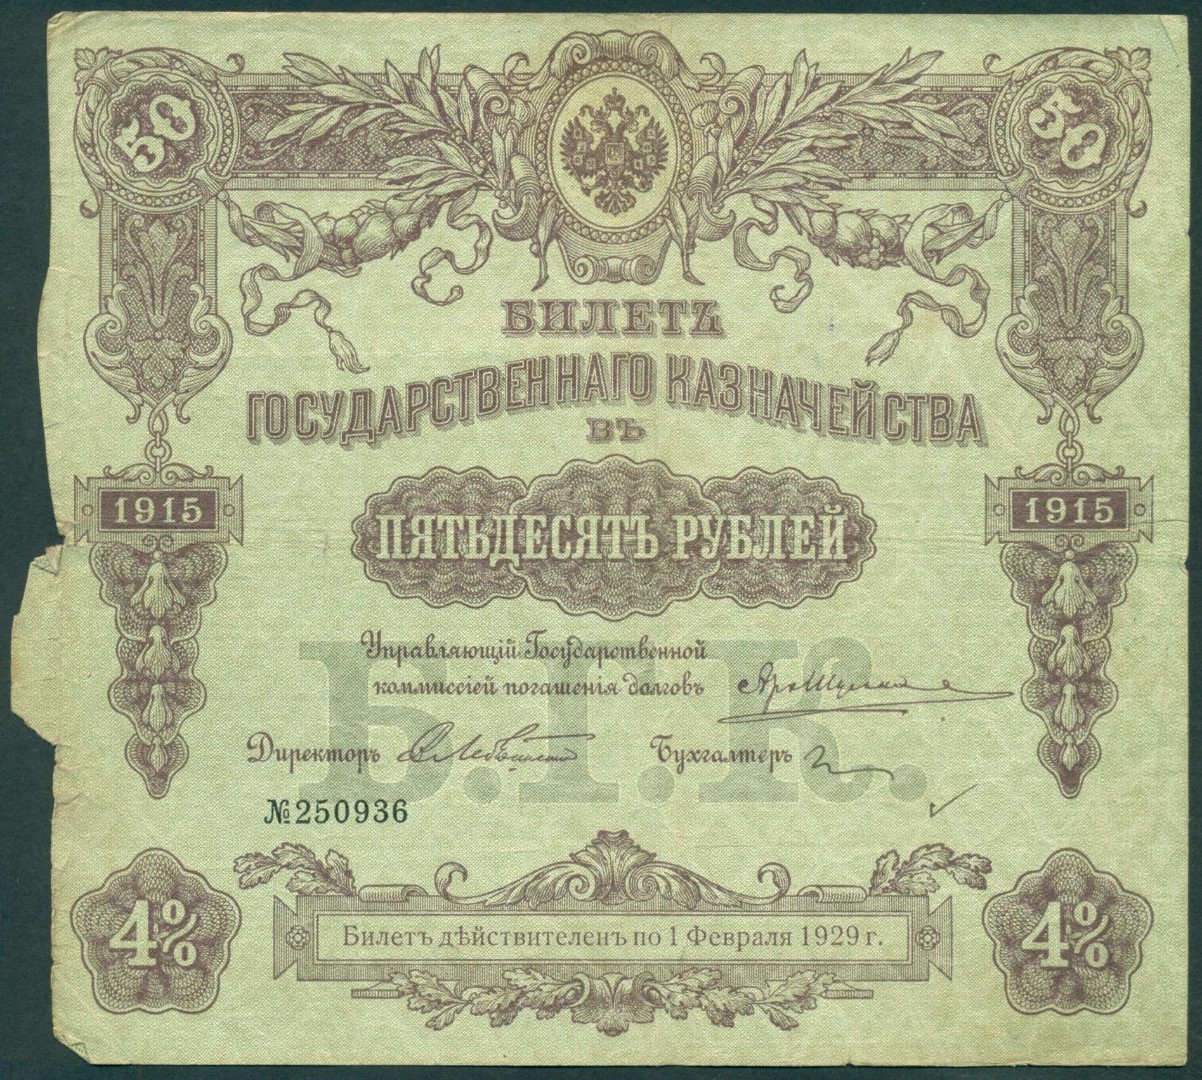 50 50
БИЛЕТЪ
ГОСУДАРСТВЕННАГО КАЗНАЧЕЙСТВА
ВЪ
1915 1915
ПЯТЬДЕСЯТЪ РУБЛЕЙ
Б.Г.К.
Управляющій Государственной
коммиссіей погашенія долговъ
Директоръ Бухгалтеръ
№250936
4% 4%
Билетъ дѣйствителенъ по 1 Февраля 1929 г.